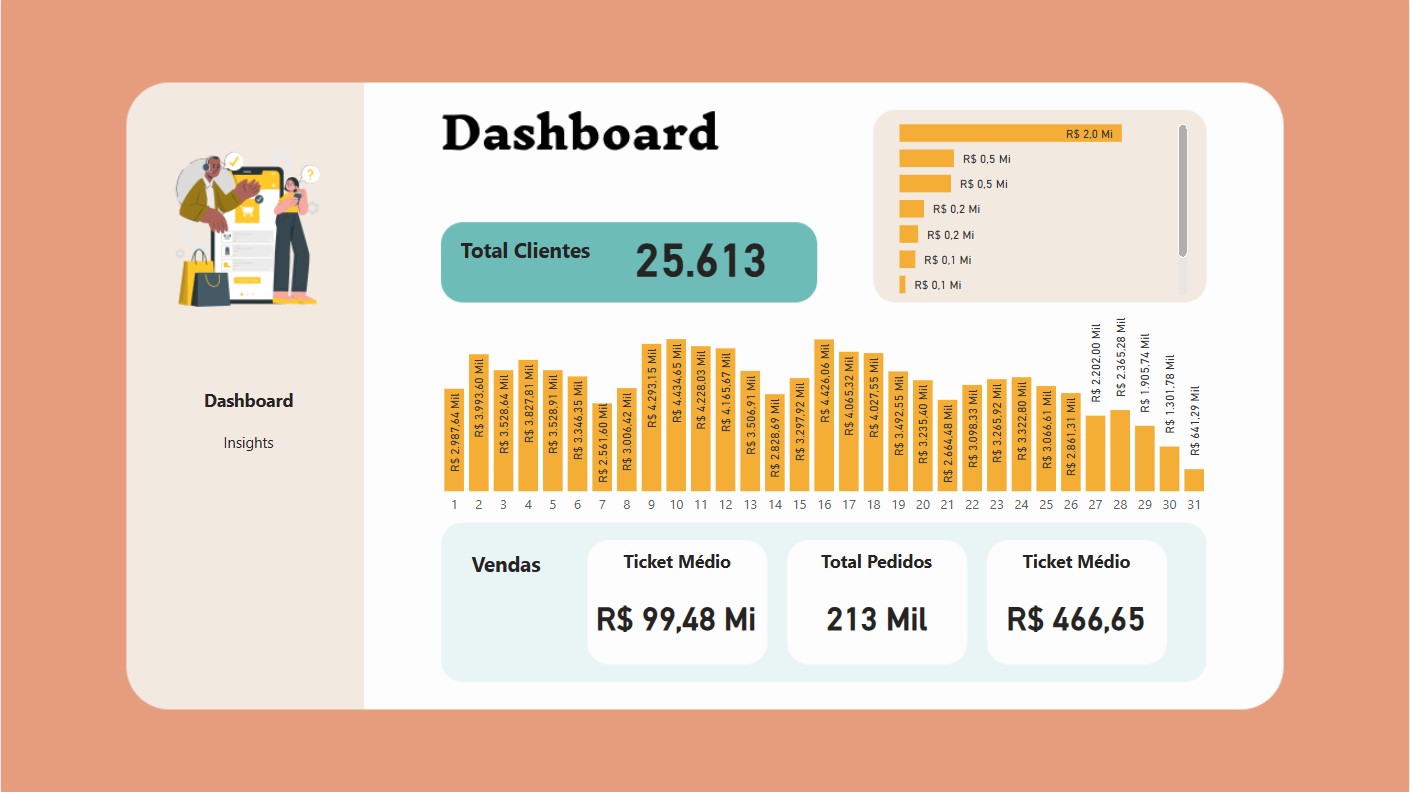 Dashboard
R$ 2,0 Mi
R$ 0,5 Mi
R$ 0,5 Mi
R$ 0,2 Mi
R$ 0,2 Mi
R$ 0,1 Mi
R$ 0,1 Mi
Total Clientes 25.613
?
Dashboard
Insights
R$ 2.987,64 Mil
R$ 3.993,60 Mil
R$ 3.528,64 Mil
R$ 3.827,81 Mil
R$ 3.528,91 Mil
R$ 3.346,35 Mil
R$ 2.561,60 Mil
R$ 3.006,42 Mil
R$ 4.293,15 Mil
R$ 4.434,65 Mil
R$ 4.228,03 Mil
R$ 4.165,67 Mil
R$ 3.506,91 Mil
R$ 2.828,69 Mil
R$ 3.297,92 Mil
R$ 4.426,06 Mil
R$ 4.065,32 Mil
R$ 4.027,55 Mil
R$ 3.492,55 Mil
R$ 3.235,40 Mil
R$ 2.664,48 Mil
R$ 3.098,33 Mil
R$ 3.265,92 Mil
R$ 3.322,80 Mil
R$ 3.066,61 Mil
R$ 2.861,31 Mil
R$ 2.202,00 Mil
R$ 2.365,28 Mil
R$ 1.905,74 Mil
R$ 1.301,78 Mil
R$ 641,29 Mil
1 2 3 4 5 6 7 8 9 10 11 12 13 14 15 16 17 18 19 20 21 22 23 24 25 26 27 28 29 30 31
Vendas
Ticket Médio
R$ 99,48 Mi
Total Pedidos
213 Mil
Ticket Médio
R$ 466,65